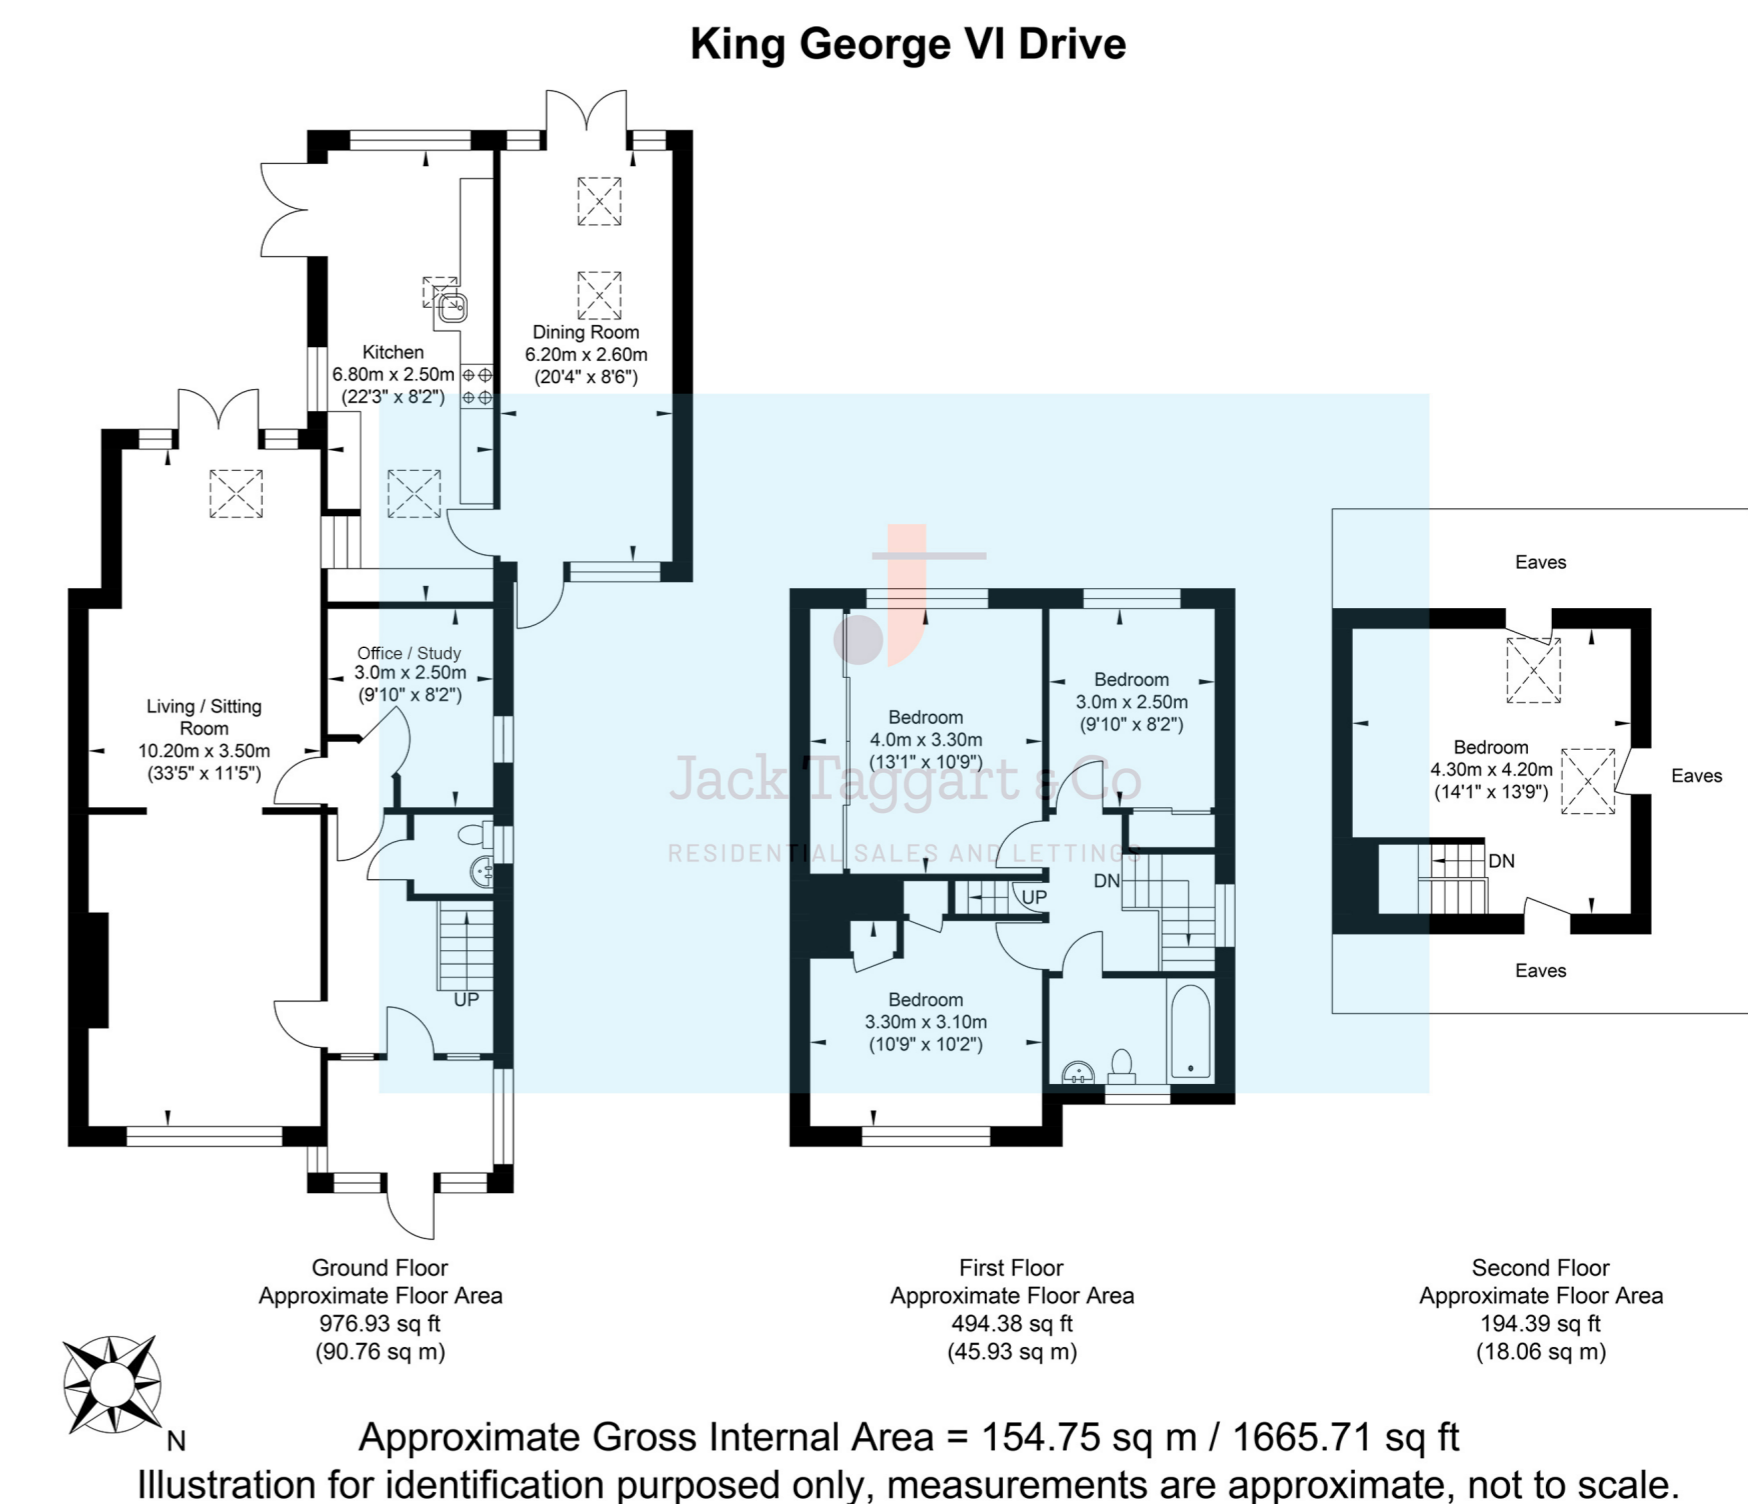 King George VI Drive
Kitchen
6.80m x 2.50m
(22'3" x 8'2")
Dining Room
6.20m x 2.60m
(20'4" x 8'6")
Office / Study
3.0m x 2.50m
(9'10" x 8'2")
Living / Sitting
Room
10.20m x 3.50m
(33'5" x 11'5")
UP
Bedroom
4.0m x 3.30m
(13'1" x 10'9")
Bedroom
3.0m x 2.50m
(9'10" x 8'2")
Jack Taggart & Co
RESIDENTIAL SALES AND LETTINGS
DN
UP
Bedroom
3.30m x 3.10m
(10'9" x 10'2")
Eaves
Bedroom
4.30m x 4.20m
(14'1" x 13'9")
Eaves
DN
Eaves
Ground Floor
Approximate Floor Area
976.93 sq ft
(90.76 sq m)
First Floor
Approximate Floor Area
494.38 sq ft
(45.93 sq m)
Second Floor
Approximate Floor Area
194.39 sq ft
(18.06 sq m)
N
Approximate Gross Internal Area = 154.75 sq m / 1665.71 sq ft
Illustration for identification purposed only, measurements are approximate, not to scale.